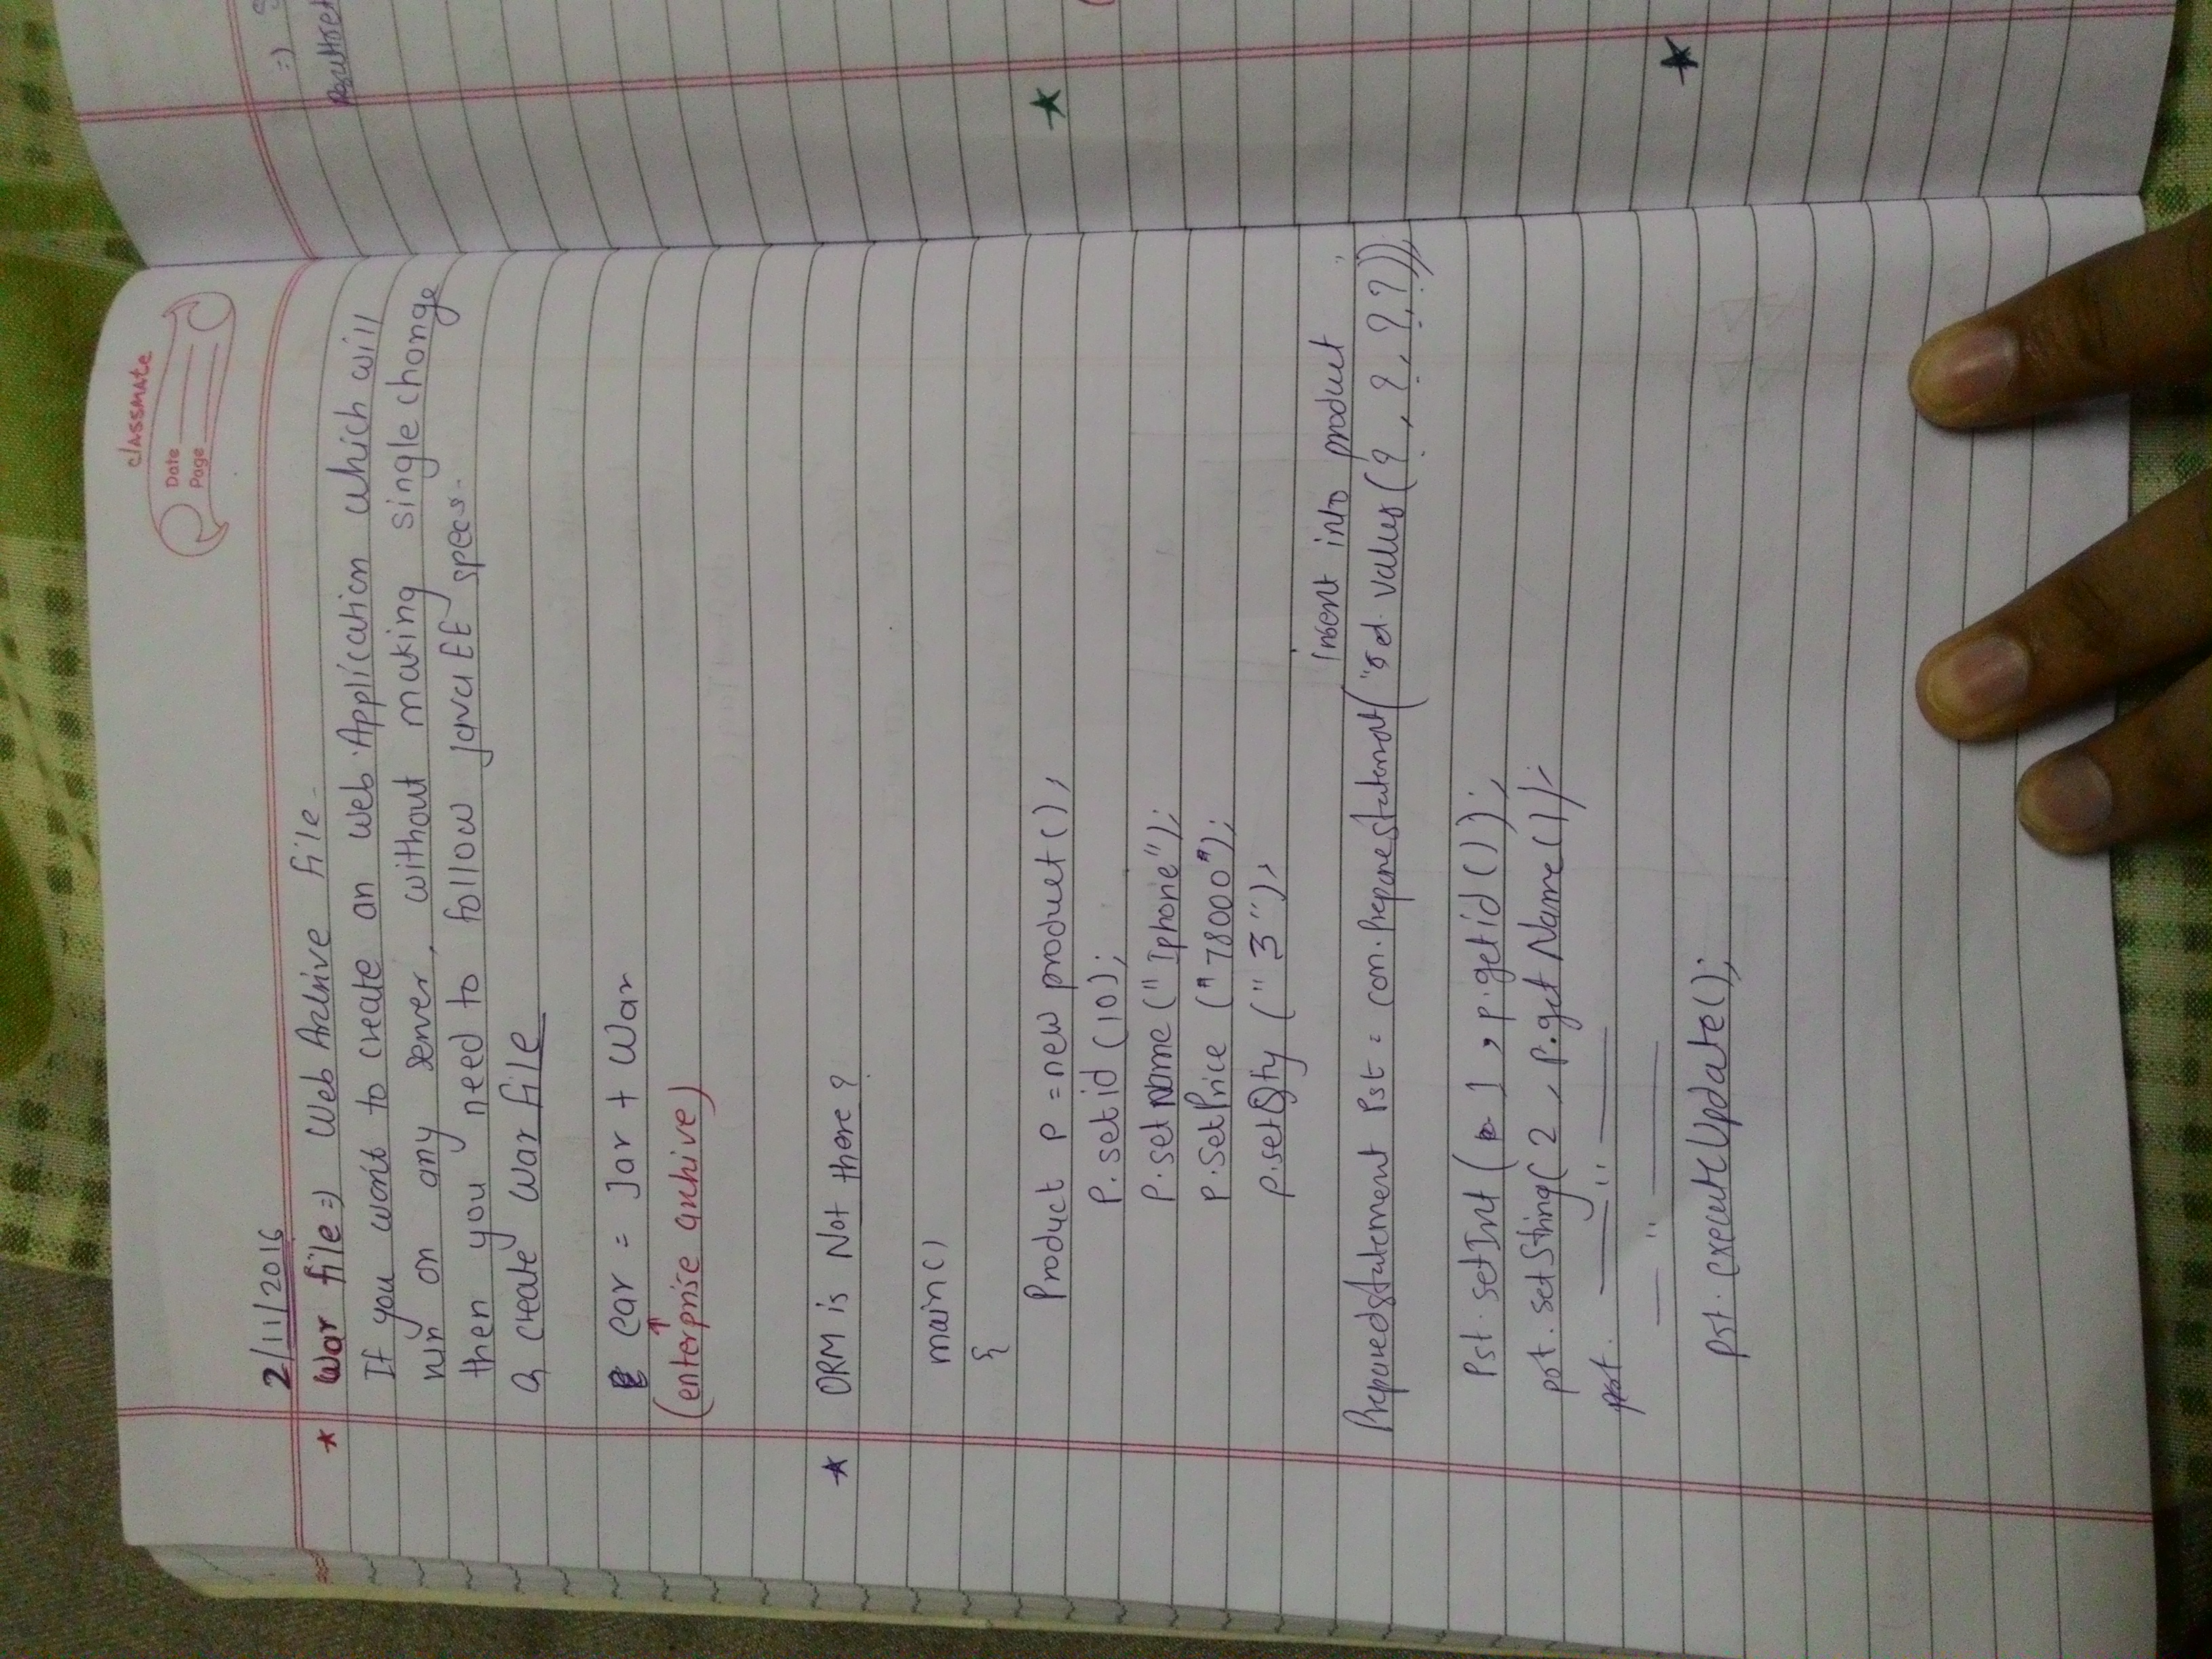 classmate
Date
Page
2/11/2016
★ War file => Web Archive file.
If you want to create an Web Application which will
run on any server, without making single change
then you need to follow java EE specs.
& create War file
ear = Jar + War
↑
(enterprise archive)
★ ORM is Not there?
main()
{
Product p = new product();
P.setid (10);
P.setName ("Iphone");
p.SetPrice ("78000");
p.setQty ("3");
Insert into product
Preparedstatement Pst = con.Preparestatement( " values (?, ?, ?, ?));
Pst.setInt ( 1, p.getid());
pst.setString( 2, p.getName());
pst. —— " ——
—— " ——
pst.executeUpdate();
=>
Resultset
★
★